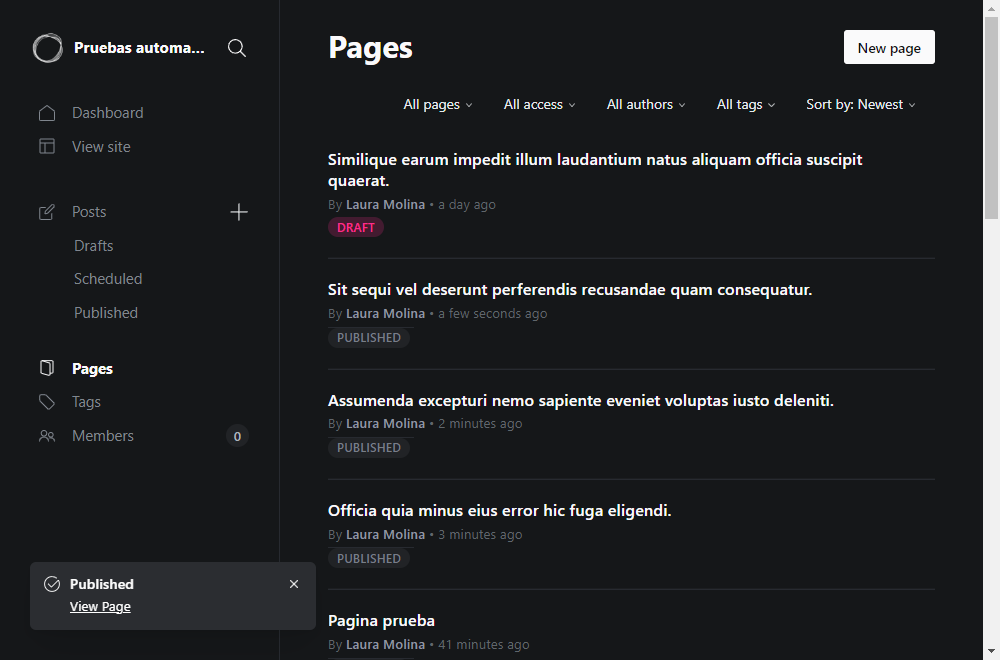 Pruebas automa...
Dashboard
View site
Posts
Drafts
Scheduled
Published
Pages
Tags
Members
0
Published
View Page
Pages
New page
All pages
All access
All authors
All tags
Sort by: Newest
Similique earum impedit illum laudantium natus aliquam officia suscipit
quaerat.
By Laura Molina • a day ago
DRAFT
Sit sequi vel deserunt perferendis recusandae quam consequatur.
By Laura Molina • a few seconds ago
PUBLISHED
Assumenda excepturi nemo sapiente eveniet voluptas iusto deleniti.
By Laura Molina • 2 minutes ago
PUBLISHED
Officia quia minus eius error hic fuga eligendi.
By Laura Molina • 3 minutes ago
PUBLISHED
Pagina prueba
By Laura Molina • 41 minutes ago